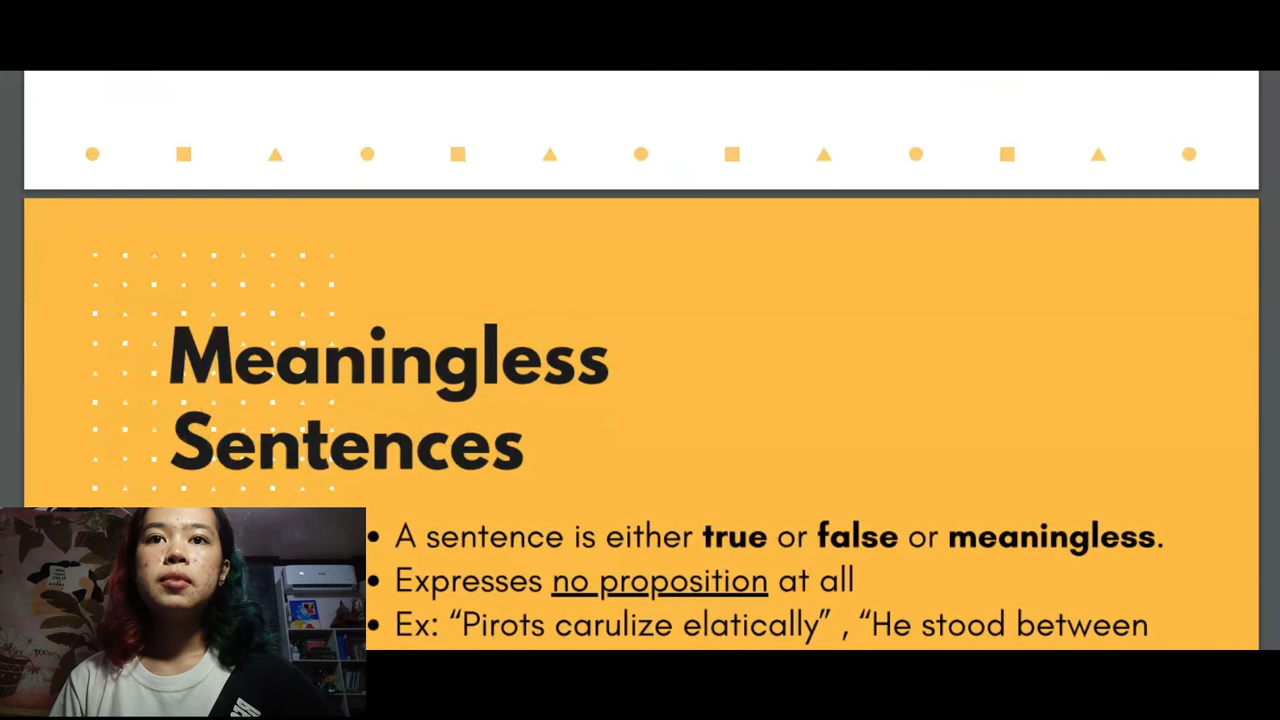 Meaningless
Sentences
• A sentence is either true or false or meaningless.
• Expresses no proposition at all
• Ex: “Pirots carulize elatically” , “He stood between